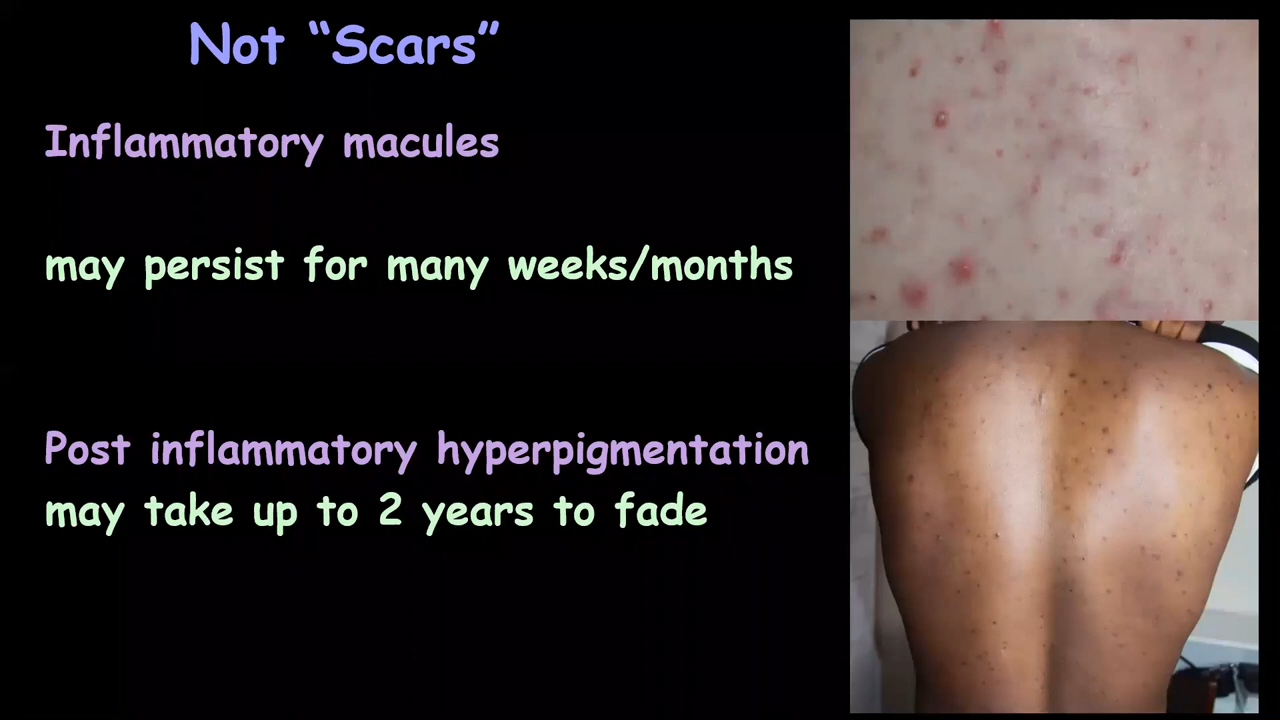 Not “Scars”
Inflammatory macules
may persist for many weeks/months
Post inflammatory hyperpigmentation
may take up to 2 years to fade